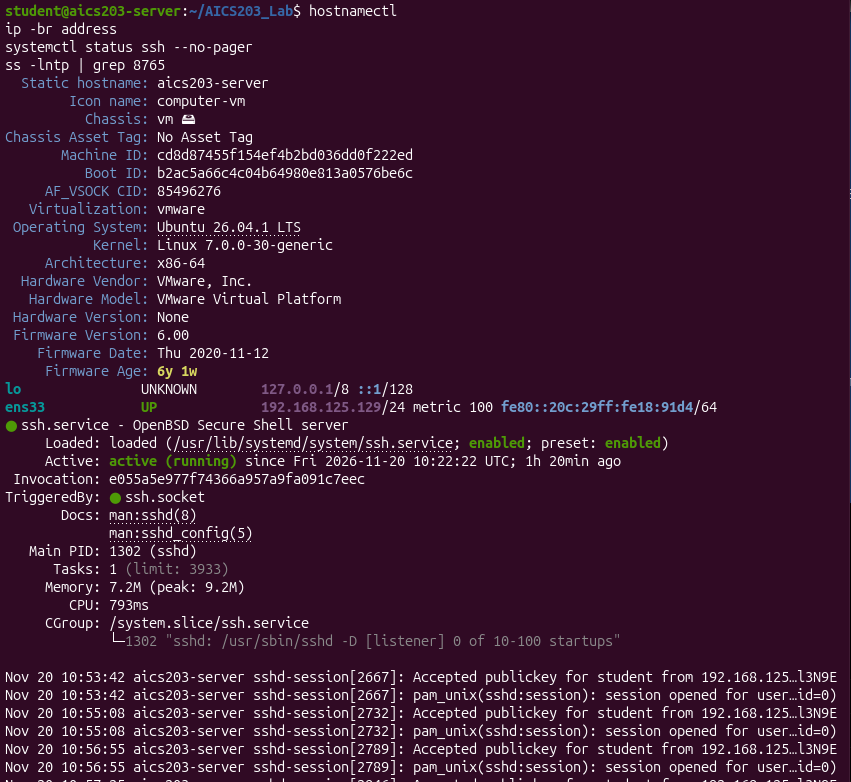 student@aics203-server:~/AICS203_Lab$ hostnamectl
ip -br address
systemctl status ssh --no-pager
ss -lntp | grep 8765
Static hostname: aics203-server
Icon name: computer-vm
Chassis: vm 🖴
Chassis Asset Tag: No Asset Tag
Machine ID: cd8d87455f154ef4b2bd036dd0f222ed
Boot ID: b2ac5a66c4c04b64980e813a0576be6c
AF_VSOCK CID: 85496276
Virtualization: vmware
Operating System: Ubuntu 26.04.1 LTS
Kernel: Linux 7.0.0-30-generic
Architecture: x86-64
Hardware Vendor: VMware, Inc.
Hardware Model: VMware Virtual Platform
Hardware Version: None
Firmware Version: 6.00
Firmware Date: Thu 2020-11-12
Firmware Age: 6y 1w
lo UNKNOWN 127.0.0.1/8 ::1/128
ens33 UP 192.168.125.129/24 metric 100 fe80::20c:29ff:fe18:91d4/64
● ssh.service - OpenBSD Secure Shell server
Loaded: loaded (/usr/lib/systemd/system/ssh.service; enabled; preset: enabled)
Active: active (running) since Fri 2026-11-20 10:22:22 UTC; 1h 20min ago
Invocation: e055a5e977f74366a957a9fa091c7eec
TriggeredBy: ● ssh.socket
Docs: man:sshd(8)
man:sshd_config(5)
Main PID: 1302 (sshd)
Tasks: 1 (limit: 3933)
Memory: 7.2M (peak: 9.2M)
CPU: 793ms
CGroup: /system.slice/ssh.service
└─1302 "sshd: /usr/sbin/sshd -D [listener] 0 of 10-100 startups"
Nov 20 10:53:42 aics203-server sshd-session[2667]: Accepted publickey for student from 192.168.125…l3N9E
Nov 20 10:53:42 aics203-server sshd-session[2667]: pam_unix(sshd:session): session opened for user…id=0)
Nov 20 10:55:08 aics203-server sshd-session[2732]: Accepted publickey for student from 192.168.125…l3N9E
Nov 20 10:55:08 aics203-server sshd-session[2732]: pam_unix(sshd:session): session opened for user…id=0)
Nov 20 10:56:55 aics203-server sshd-session[2789]: Accepted publickey for student from 192.168.125…l3N9E
Nov 20 10:56:55 aics203-server sshd-session[2789]: pam_unix(sshd:session): session opened for user…id=0)